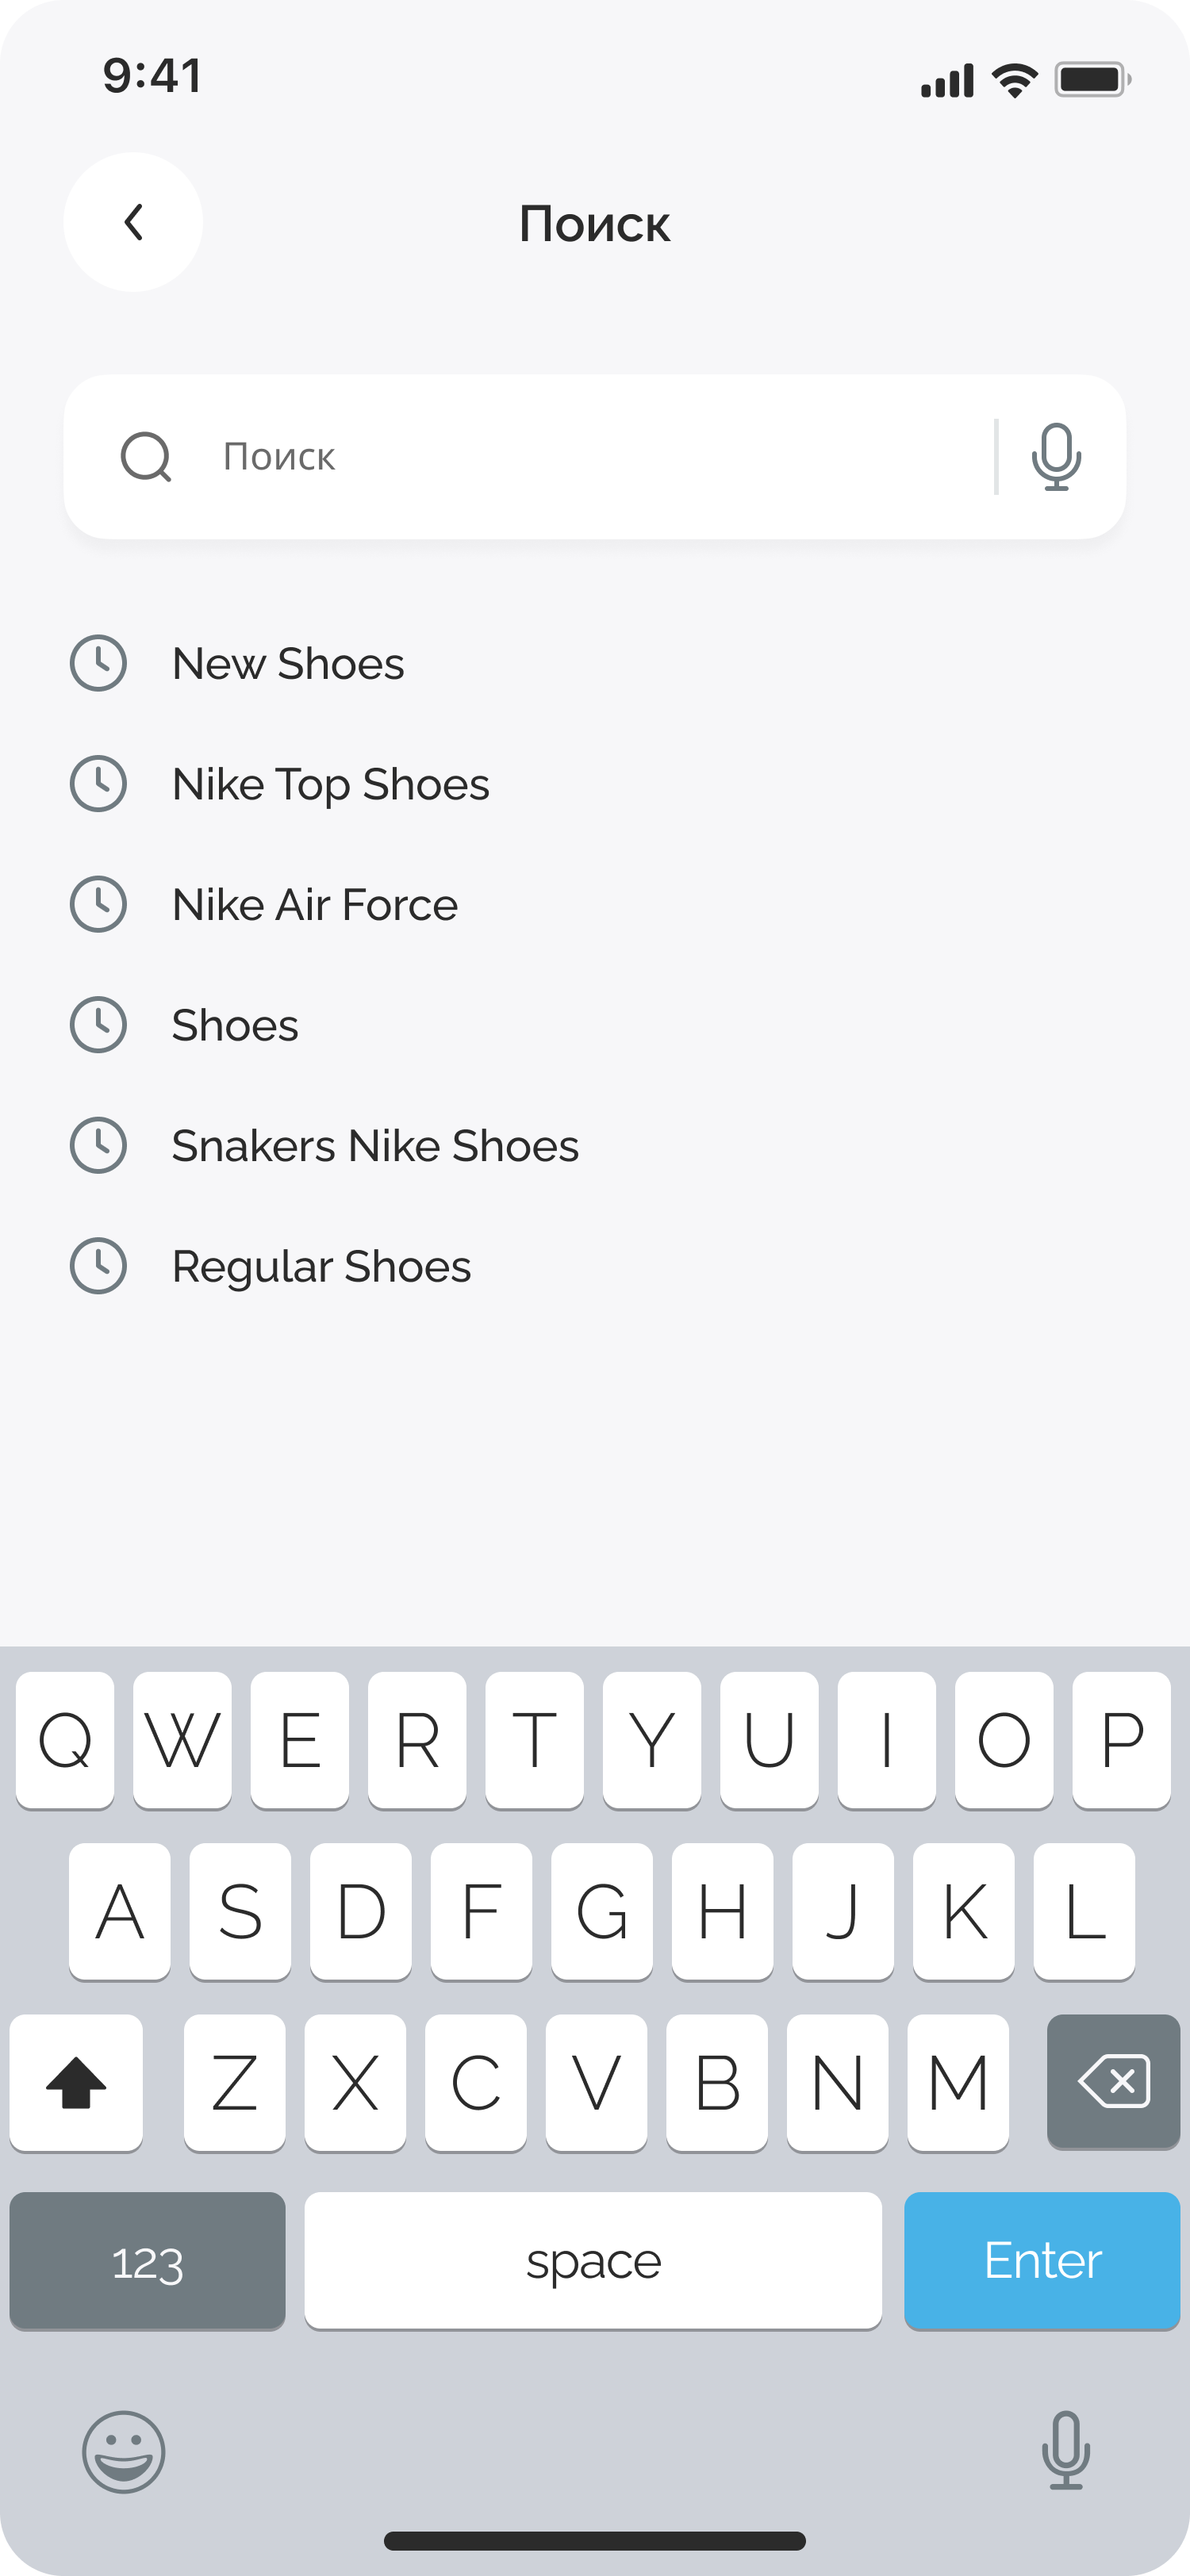 9:41
Поиск
Поиск
New Shoes
Nike Top Shoes
Nike Air Force
Shoes
Snakers Nike Shoes
Regular Shoes
Q W E R T Y U I O P
A S D F G H J K L
Z X C V B N M
123 space Enter